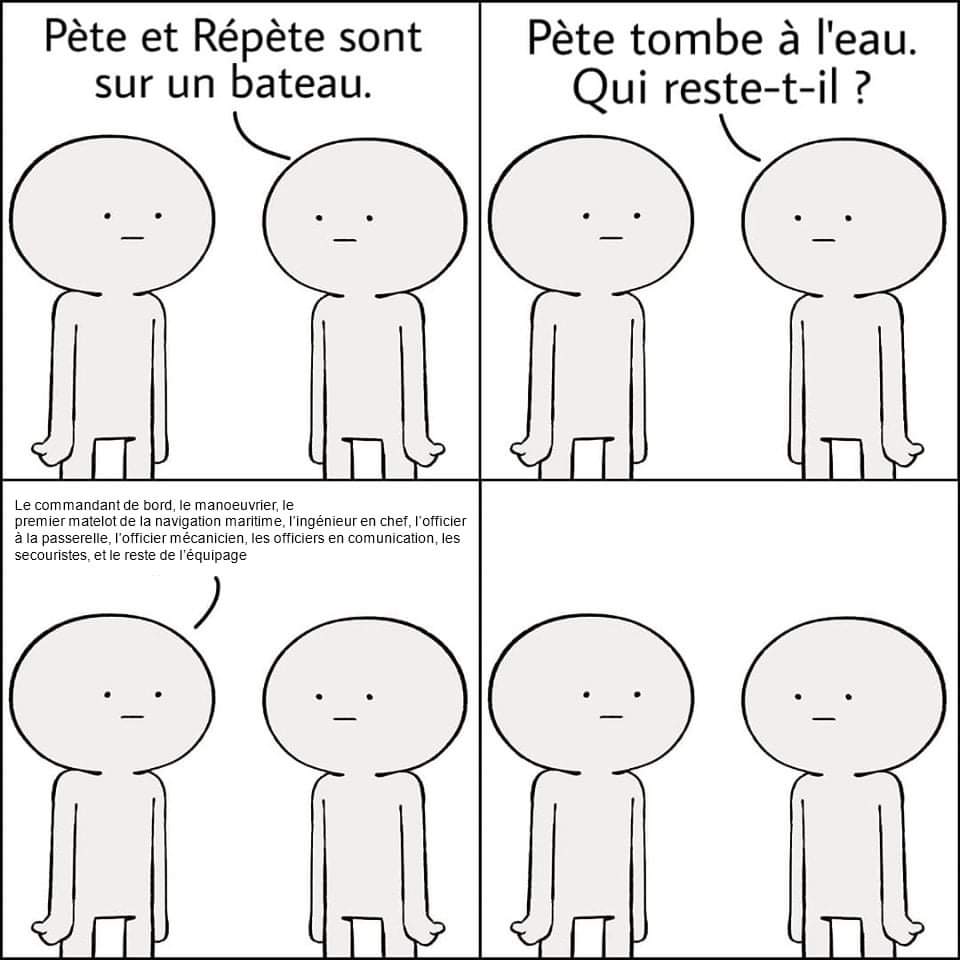 Pète et Répète sont
sur un bateau.
Pète tombe à l'eau.
Qui reste-t-il ?
Le commandant de bord, le manoeuvrier, le
premier matelot de la navigation maritime, l'ingénieur en chef, l'officier
à la passerelle, l'officier mécanicien, les officiers en comunication, les
secouristes, et le reste de l'équipage